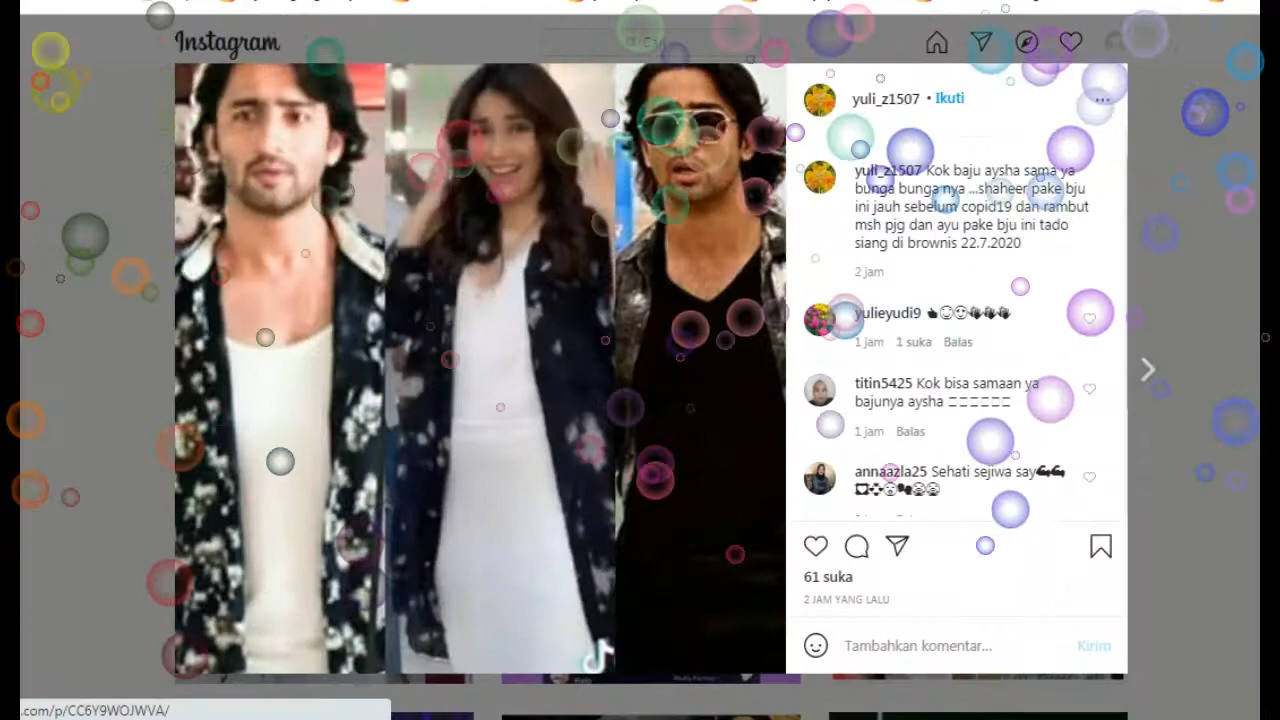 Instagram
Cari
yuli_z1507 • Ikuti
yuli_z1507 Kok baju aysha sama ya
bunga bunga nya ...shaheer pake bju
ini jauh sebelum copid19 dan rambut
msh pjg dan ayu pake bju ini tado
siang di brownis 22.7.2020
2 jam
yulieyudi9
1 jam 1 suka Balas
titin5425 Kok bisa samaan ya
bajunya aysha
1 jam Balas
annaazla25 Sehati sejiwa say
61 suka
2 JAM YANG LALU
Tambahkan komentar... Kirim
.com/p/CC6Y9WOJWVA/